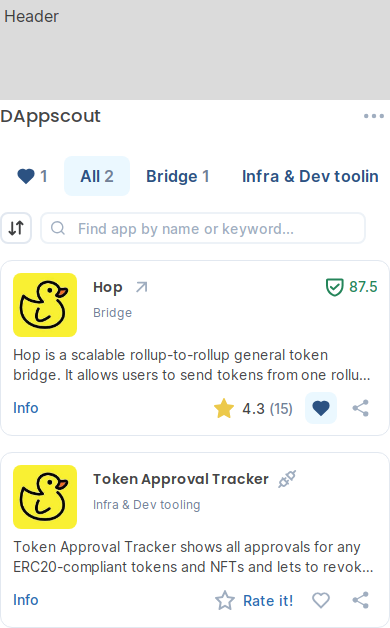 Header
DAppscout
1
All 2
Bridge 1
Infra & Dev toolin
Find app by name or keyword...
Hop
87.5
Bridge
Hop is a scalable rollup-to-rollup general token
bridge. It allows users to send tokens from one rollu...
Info
4.3 (15)
Token Approval Tracker
Infra & Dev tooling
Token Approval Tracker shows all approvals for any
ERC20-compliant tokens and NFTs and lets to revok...
Info
Rate it!